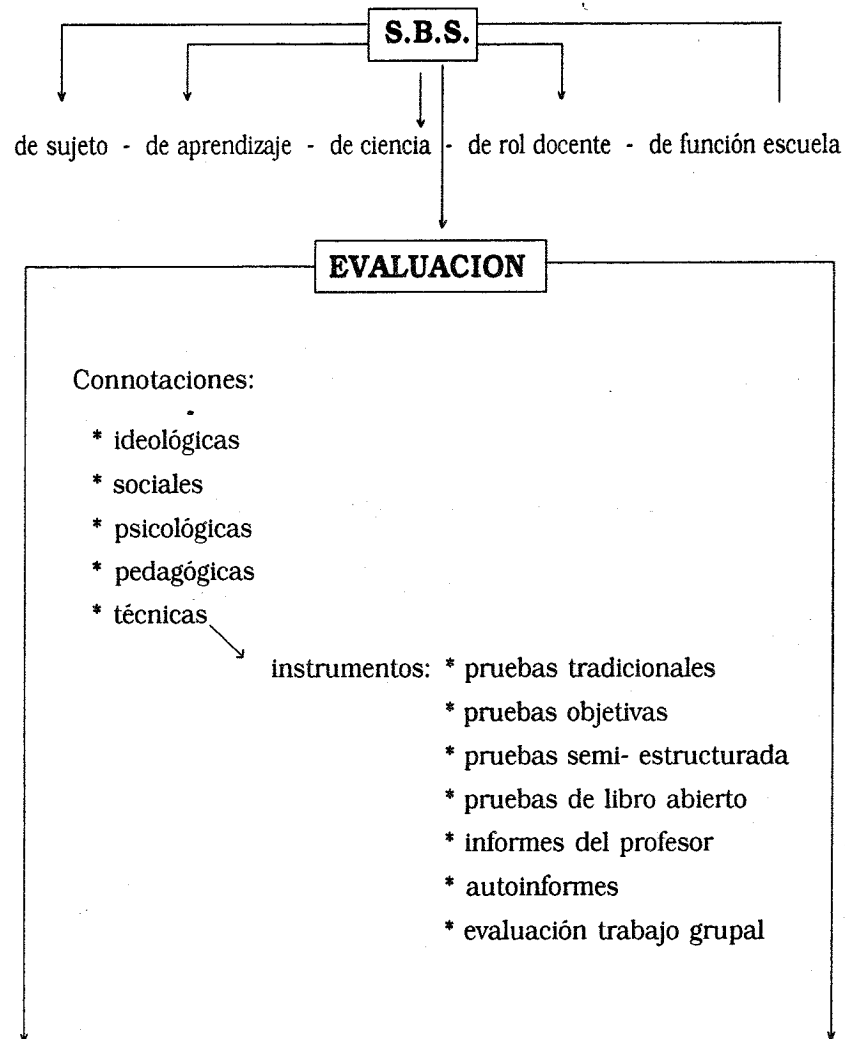 S.B.S.
de sujeto - de aprendizaje - de ciencia - de rol docente - de función escuela
EVALUACION
Connotaciones:
* ideológicas
* sociales
* psicológicas
* pedagógicas
* técnicas
instrumentos: * pruebas tradicionales
* pruebas objetivas
* pruebas semi- estructurada
* pruebas de libro abierto
* informes del profesor
* autoinformes
* evaluación trabajo grupal